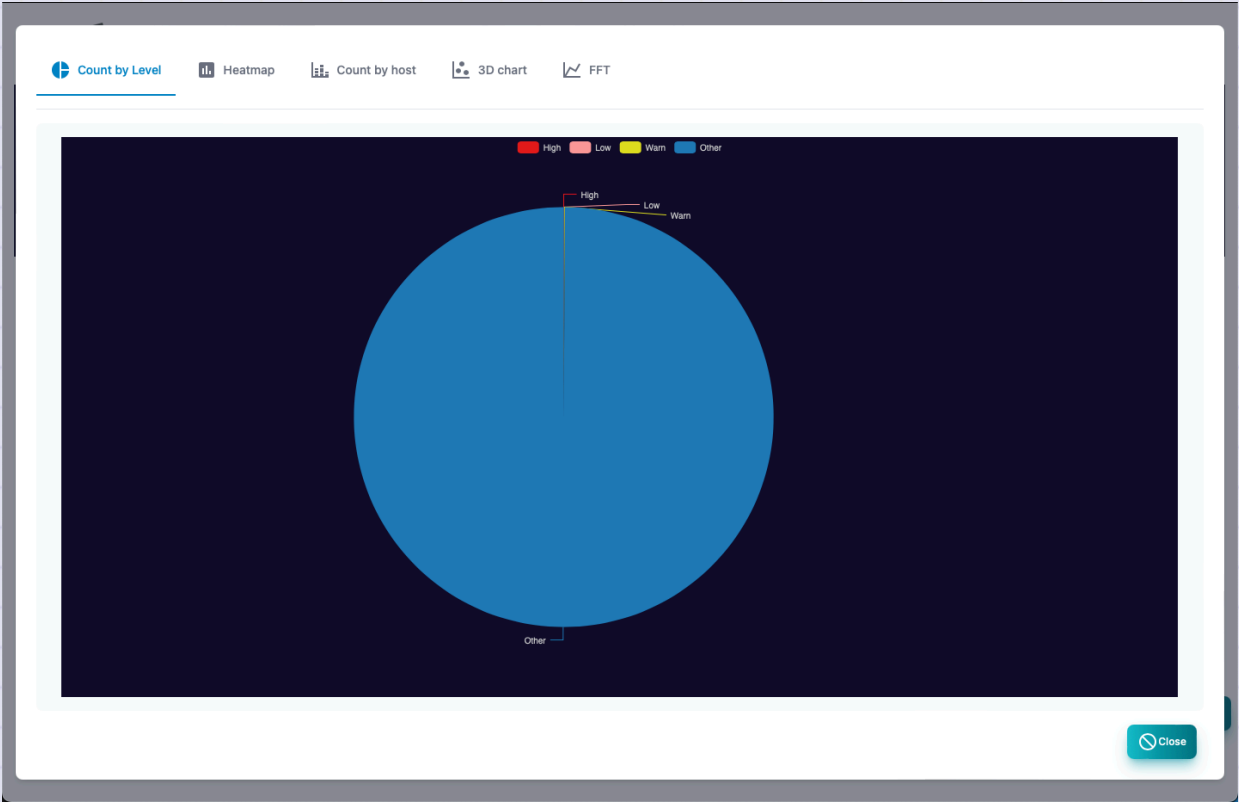 Count by Level Heatmap Count by host 3D chart FFT
High Low Warn Other
High
Low
Warn
Other
Close